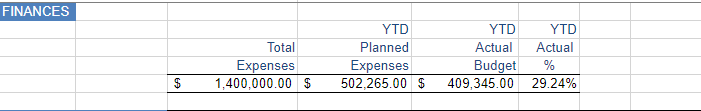 FINANCES
YTD YTD YTD
Total Planned Actual Actual
Expenses Expenses Budget %
$ 1,400,000.00 $ 502,265.00 $ 409,345.00 29.24%